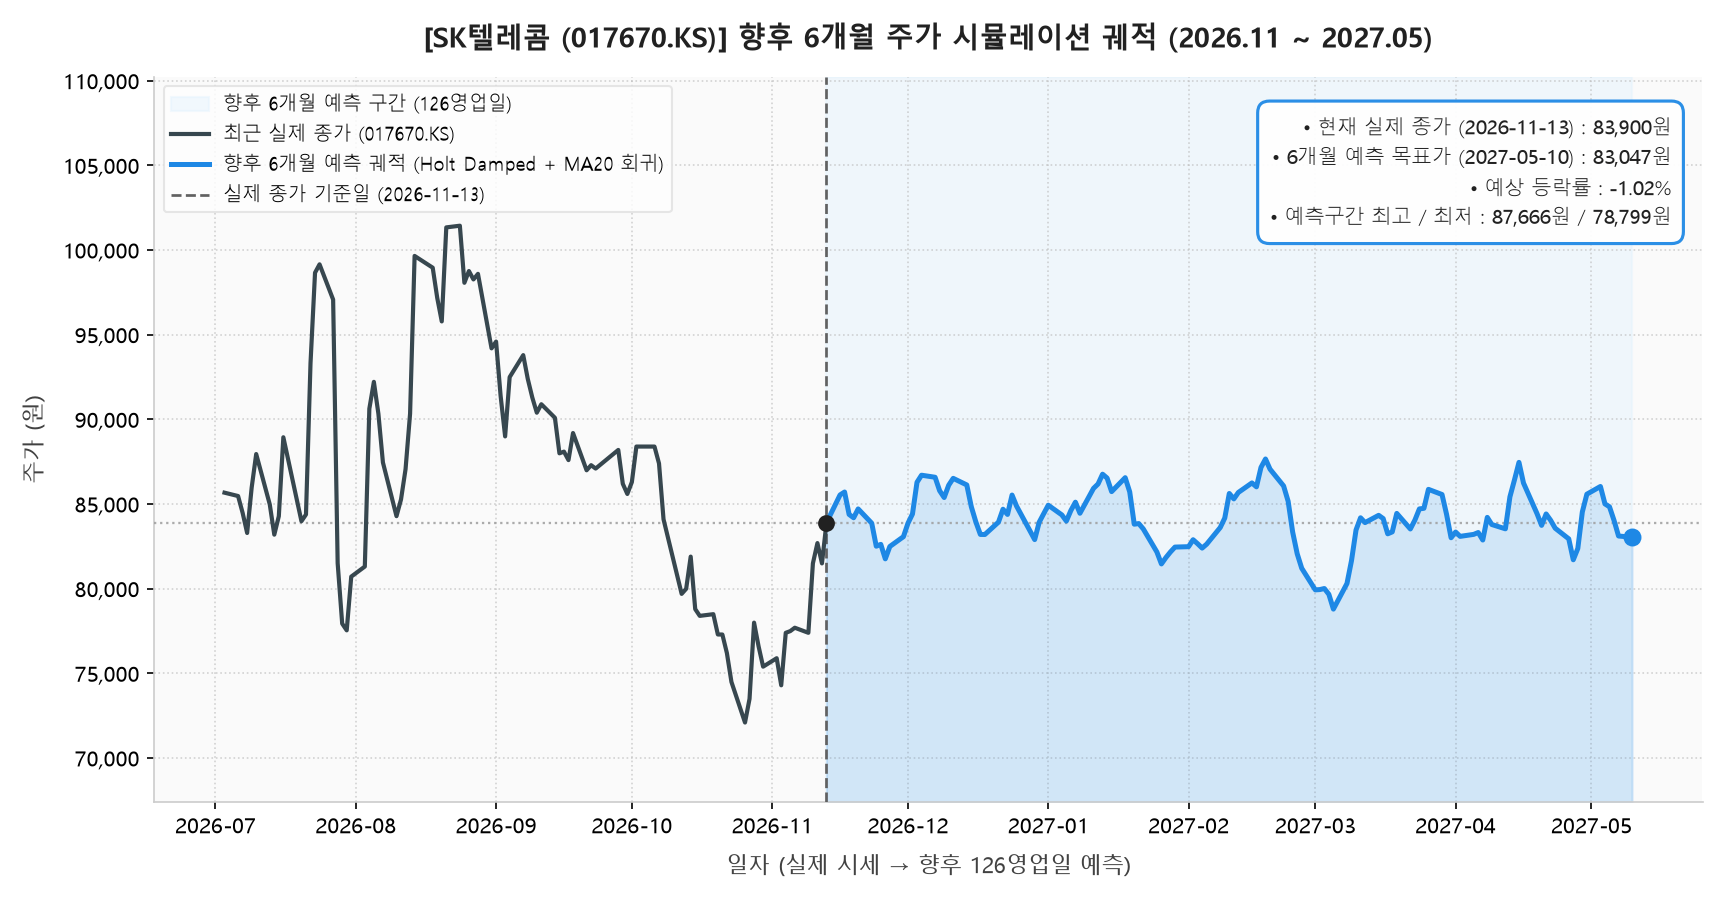 [SK텔레콤 (017670.KS)] 향후 6개월 주가 시뮬레이션 궤적 (2026.11 ~ 2027.05)
향후 6개월 예측 구간 (126영업일)
최근 실제 종가 (017670.KS)
향후 6개월 예측 궤적 (Holt Damped + MA20 회귀)
실제 종가 기준일 (2026-11-13)
• 현재 실제 종가 (2026-11-13) : 83,900원
• 6개월 예측 목표가 (2027-05-10) : 83,047원
• 예상 등락률 : -1.02%
• 예측구간 최고 / 최저 : 87,666원 / 78,799원
주가 (원)
110,000
105,000
100,000
95,000
90,000
85,000
80,000
75,000
70,000
2026-07 2026-08 2026-09 2026-10 2026-11 2026-12 2027-01 2027-02 2027-03 2027-04 2027-05
일자 (실제 시세 → 향후 126영업일 예측)